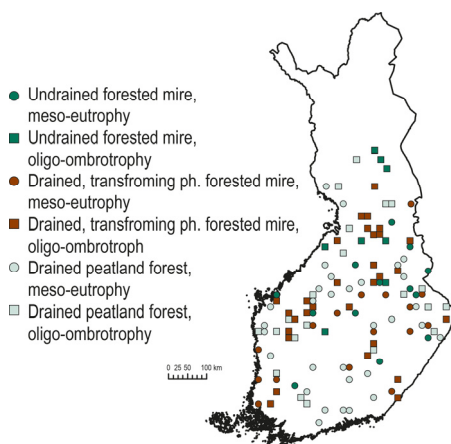 Undrained forested mire,
meso-eutrophy
Undrained forested mire,
oligo-ombrotrophy
Drained, transfroming ph. forested mire,
meso-eutrophy
Drained, transfroming ph. forested mire,
oligo-ombrotroph
Drained peatland forest,
meso-eutrophy
Drained peatland forest,
oligo-ombrotrophy
0 25 50 100 km